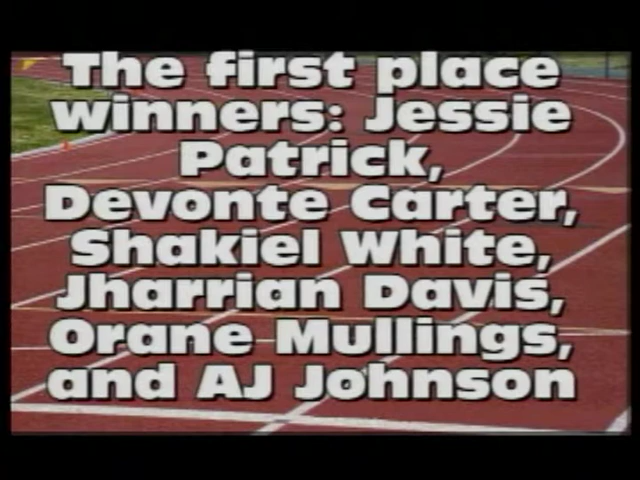 The first place
winners: Jessie
Patrick,
Devonte Carter,
Shakiel White,
Jharrian Davis,
Orane Mullings,
and AJ Johnson